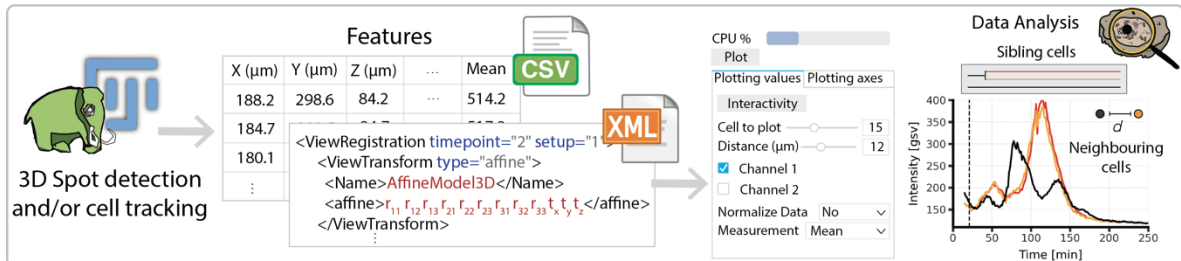 3D Spot detection
and/or cell tracking
Features
X (μm) Y (μm) Z (μm) ... Mean
188.2 298.6 84.2 ... 514.2
184.7
180.1
⋮
CSV
XML
<ViewRegistration timepoint="2" setup="1">
<ViewTransform type="affine">
<Name>AffineModel3D</Name>
<affine>r11 r12 r13 r21 r22 r23 r31 r32 r33 tx ty tz</affine>
</ViewTransform>
⋮
CPU %
Plot
Plotting values Plotting axes
Interactivity
Cell to plot 15
Distance (μm) 12
Channel 1
Channel 2
Normalize Data No
Measurement Mean
Data Analysis
Sibling cells
d
Neighbouring
cells
Intensity [gsv]
400
350
300
250
200
150
0 50 100 150 200 250
Time [min]